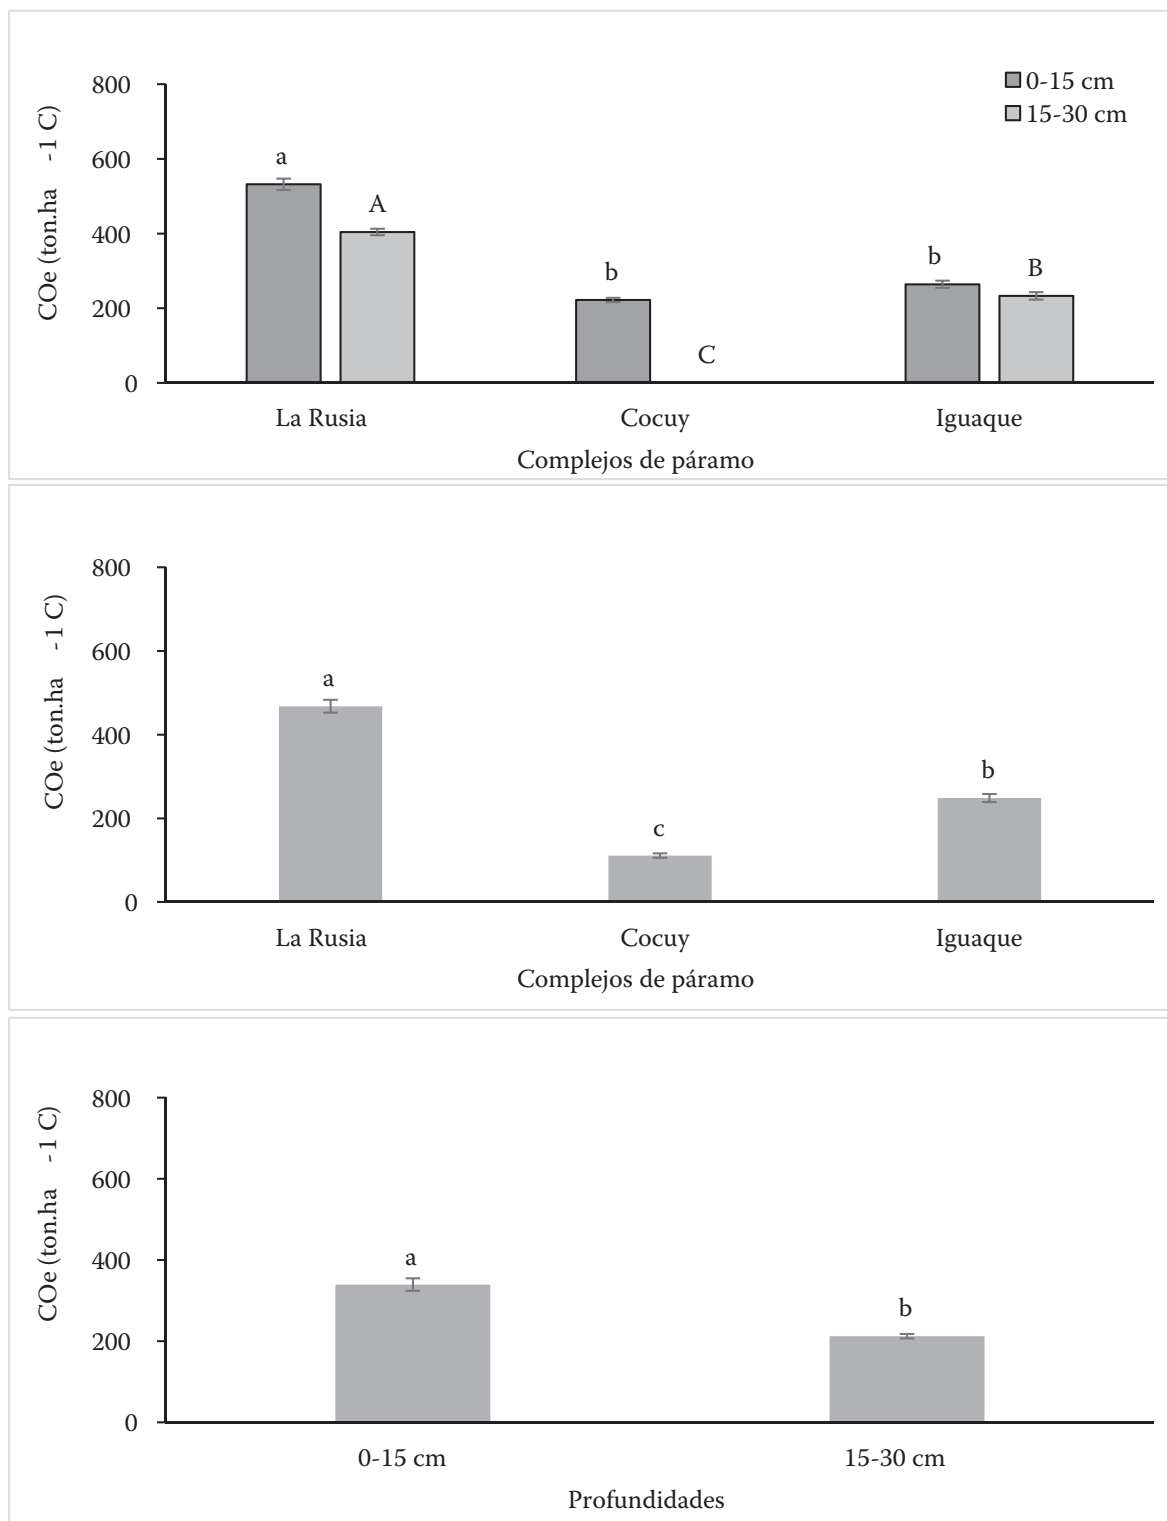 0-15 cm
15-30 cm
COe (ton.ha -1 C)
800
600
400
200
0
a
A
b
C
b
B
La Rusia Cocuy Iguaque
Complejos de páramo
COe (ton.ha -1 C)
800
600
400
200
0
a
c
b
La Rusia Cocuy Iguaque
Complejos de páramo
COe (ton.ha -1 C)
800
600
400
200
0
a
b
0-15 cm 15-30 cm
Profundidades